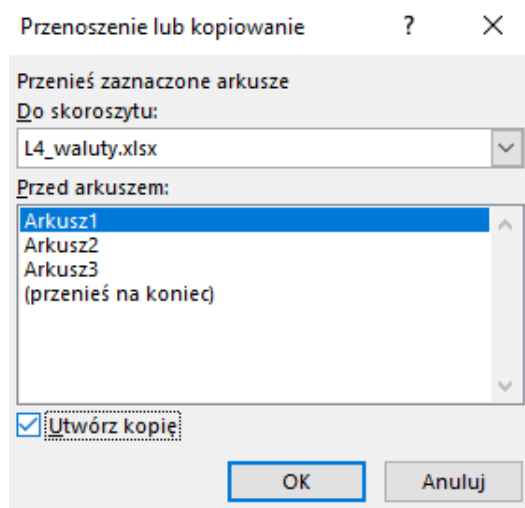 Przenoszenie lub kopiowanie ? ✕
Przenieś zaznaczone arkusze
Do skoroszytu:
L4_waluty.xlsx
Przed arkuszem:
Arkusz1
Arkusz2
Arkusz3
(przenieś na koniec)
Utwórz kopię
OK Anuluj